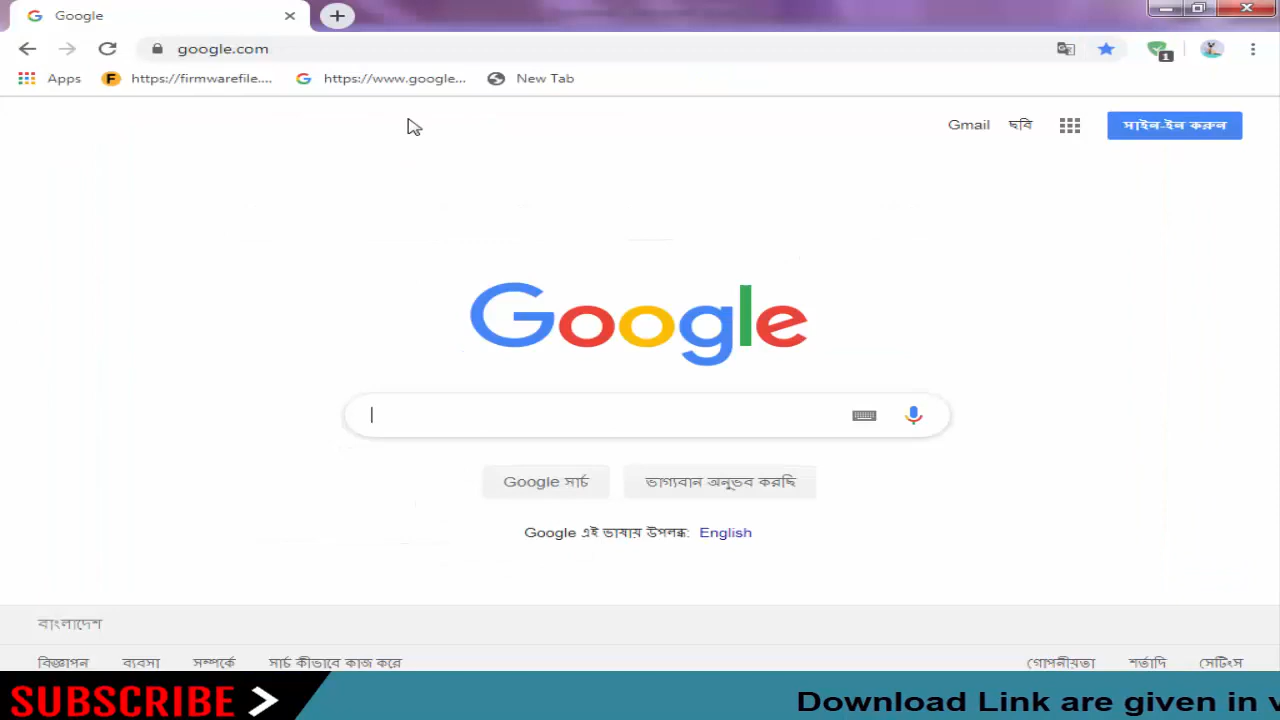 Google
google.com
Apps https://firmwarefile.... https://www.google... New Tab
Gmail ছবি সাইন-ইন করুন
Google
Google সার্চ ভাগ্যবান অনুভব করছি
Google এই ভাষায় উপলব্ধ: English
বাংলাদেশ
বিজ্ঞাপন ব্যবসা সম্পর্কে সার্চ কীভাবে কাজ করে গোপনীয়তা শর্তাদি সেটিংস
SUBSCRIBE Download Link are given in v